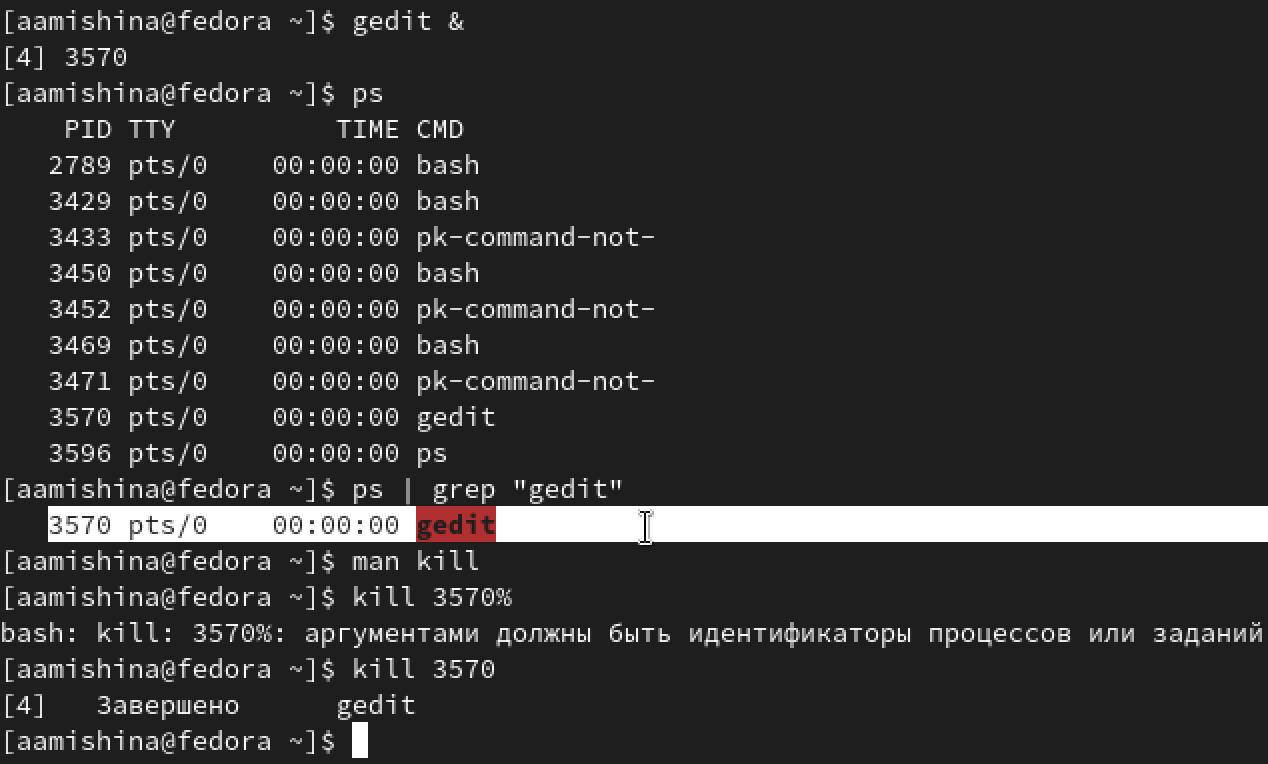 [aamishina@fedora ~]$ gedit &
[4] 3570
[aamishina@fedora ~]$ ps
    PID TTY          TIME CMD
   2789 pts/0    00:00:00 bash
   3429 pts/0    00:00:00 bash
   3433 pts/0    00:00:00 pk-command-not-
   3450 pts/0    00:00:00 bash
   3452 pts/0    00:00:00 pk-command-not-
   3469 pts/0    00:00:00 bash
   3471 pts/0    00:00:00 pk-command-not-
   3570 pts/0    00:00:00 gedit
   3596 pts/0    00:00:00 ps
[aamishina@fedora ~]$ ps | grep "gedit"
   3570 pts/0    00:00:00 gedit
[aamishina@fedora ~]$ man kill
[aamishina@fedora ~]$ kill 3570%
bash: kill: 3570%: аргументами должны быть идентификаторы процессов или заданий
[aamishina@fedora ~]$ kill 3570
[4]   Завершено      gedit
[aamishina@fedora ~]$